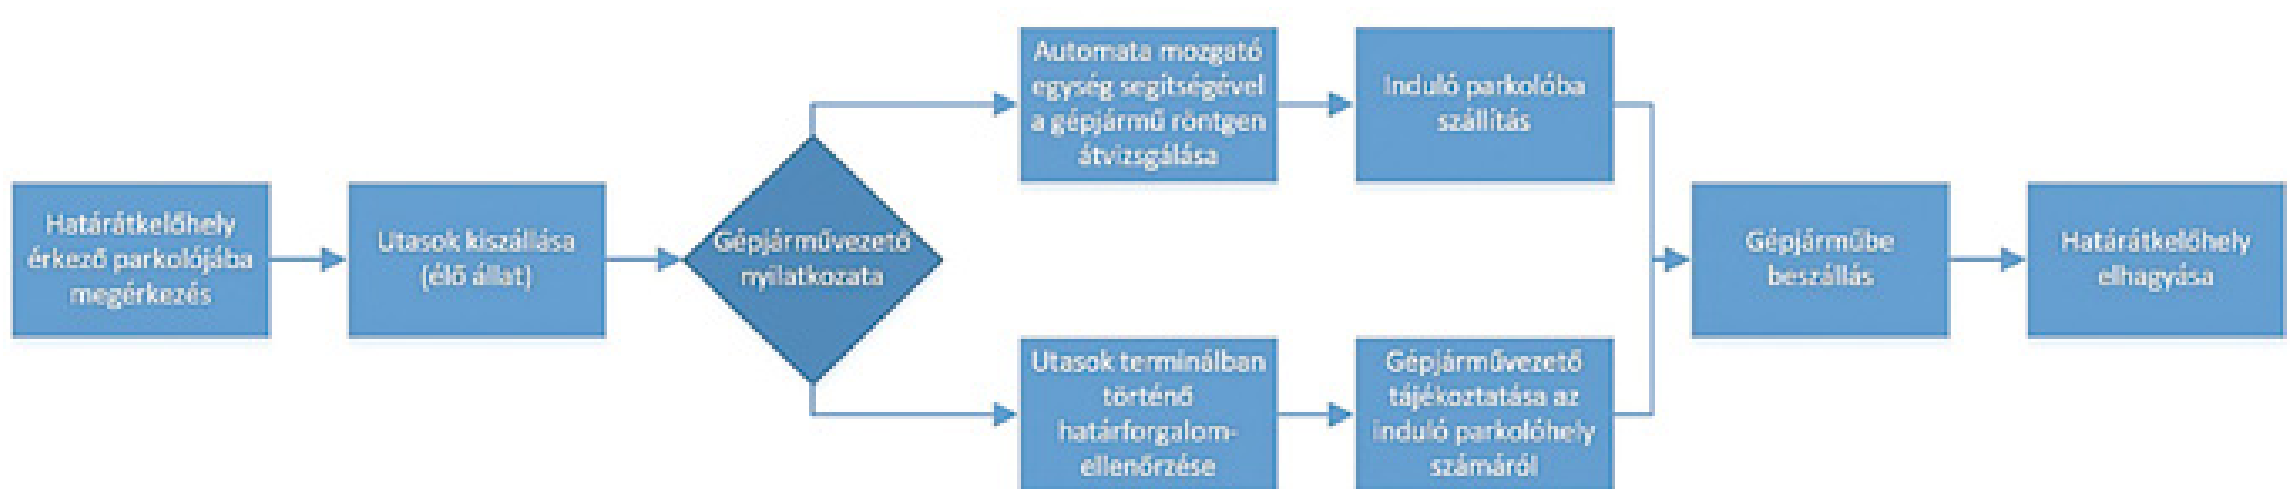 Határátkelőhely
érkező parkolójába
megérkezés
Utasok kiszállása
(élő állat)
Gépjárművezető
nyilatkozata
Automata mozgató
egység segítségével
a gépjármű röntgen
átvizsgálása
Induló parkolóba
szállítás
Utasok terminálban
történő
határforgalom-
ellenőrzése
Gépjárművezető
tájékoztatása az
induló parkolóhely
számáról
Gépjárműbe
beszállás
Határátkelőhely
elhagyása